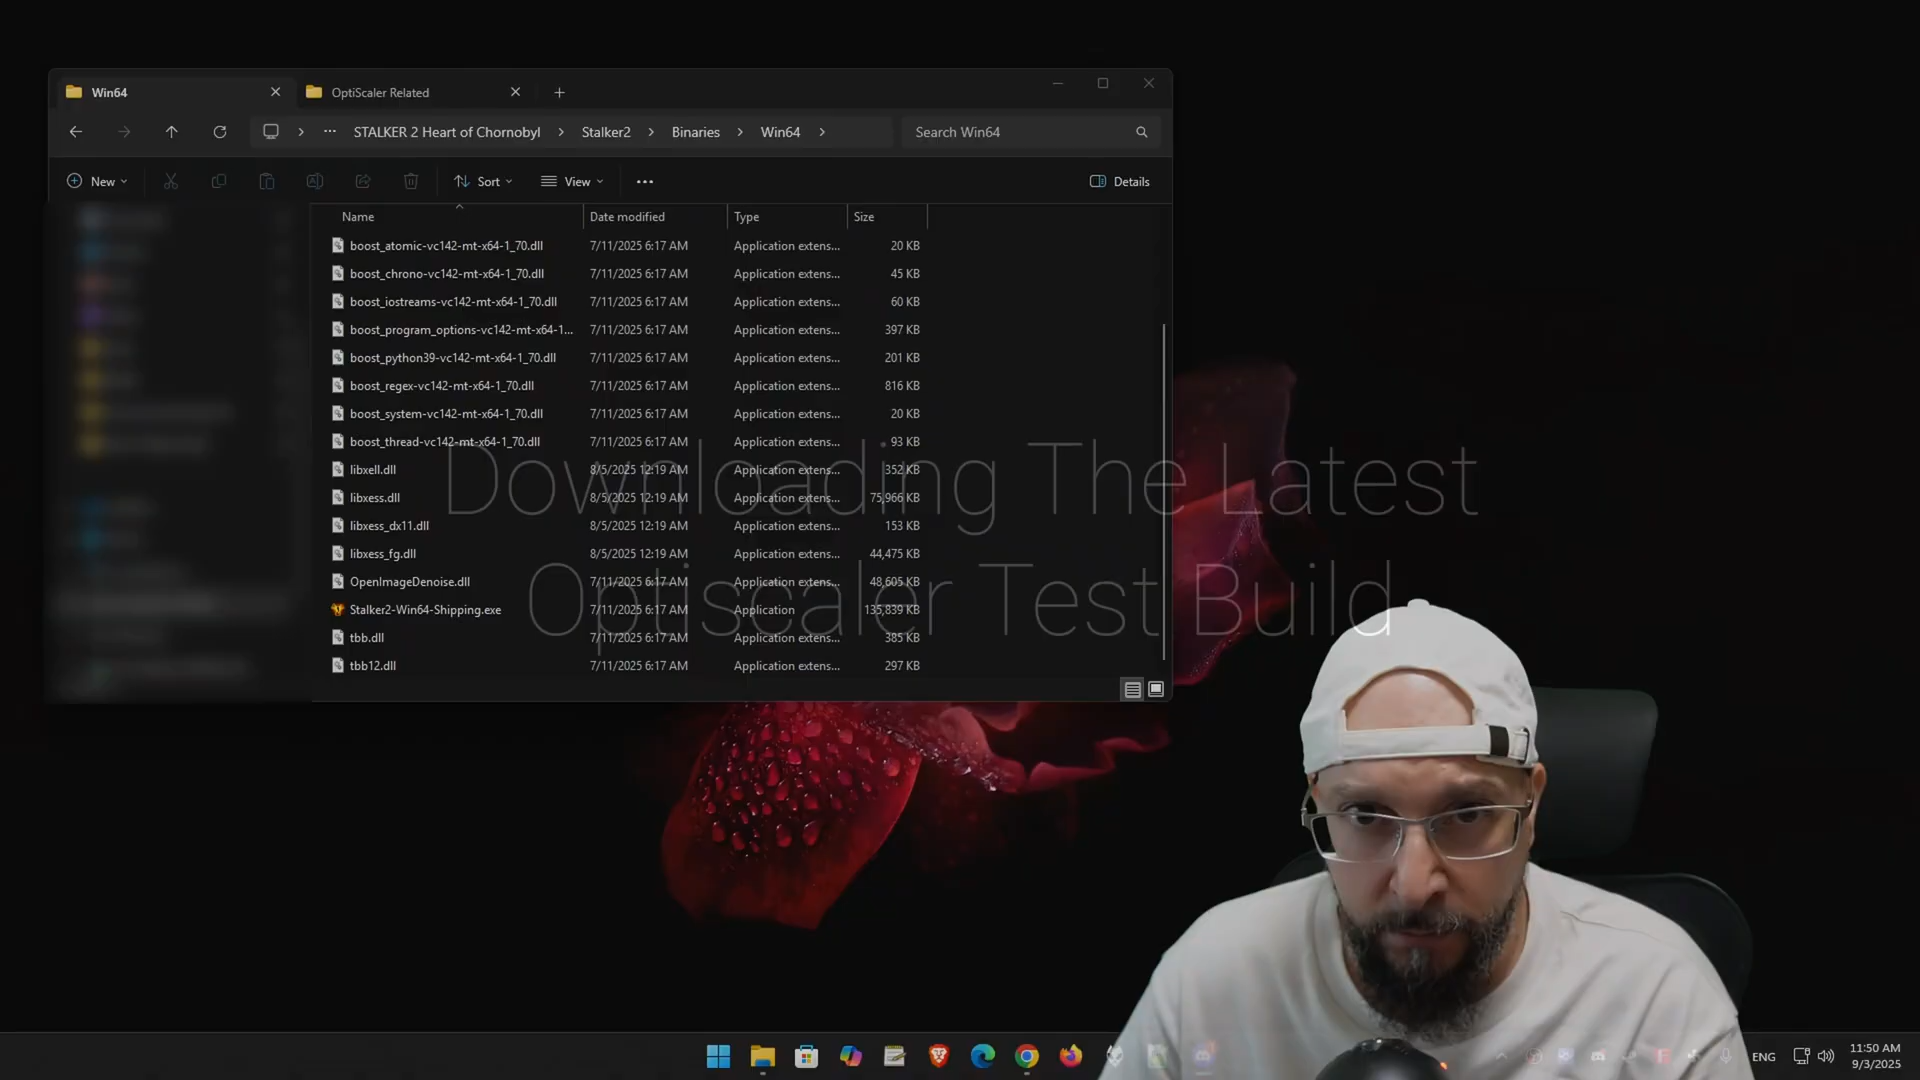 Win64
OptiScaler Related
STALKER 2 Heart of Chornobyl > Stalker2 > Binaries > Win64 >
Search Win64
New
Sort
View
Details
Name Date modified Type Size
boost_atomic-vc142-mt-x64-1_70.dll 7/11/2025 6:17 AM Application extens... 20 KB
boost_chrono-vc142-mt-x64-1_70.dll 7/11/2025 6:17 AM Application extens... 45 KB
boost_iostreams-vc142-mt-x64-1_70.dll 7/11/2025 6:17 AM Application extens... 60 KB
boost_program_options-vc142-mt-x64-1... 7/11/2025 6:17 AM Application extens... 397 KB
boost_python39-vc142-mt-x64-1_70.dll 7/11/2025 6:17 AM Application extens... 201 KB
boost_regex-vc142-mt-x64-1_70.dll 7/11/2025 6:17 AM Application extens... 816 KB
boost_system-vc142-mt-x64-1_70.dll 7/11/2025 6:17 AM Application extens... 20 KB
boost_thread-vc142-mt-x64-1_70.dll 7/11/2025 6:17 AM Application extens... 93 KB
libxell.dll 8/5/2025 12:19 AM Application extens... 352 KB
libxess.dll 8/5/2025 12:19 AM Application extens... 75,966 KB
libxess_dx11.dll 8/5/2025 12:19 AM Application extens... 153 KB
libxess_fg.dll 8/5/2025 12:19 AM Application extens... 44,475 KB
OpenImageDenoise.dll 7/11/2025 6:17 AM Application extens... 48,605 KB
Stalker2-Win64-Shipping.exe 7/11/2025 6:17 AM Application 135,839 KB
tbb.dll 7/11/2025 6:17 AM Application extens... 385 KB
tbb12.dll 7/11/2025 6:17 AM Application extens... 297 KB
Downloading The Latest
Optiscaler Test Build
ENG
11:50 AM
9/3/2025